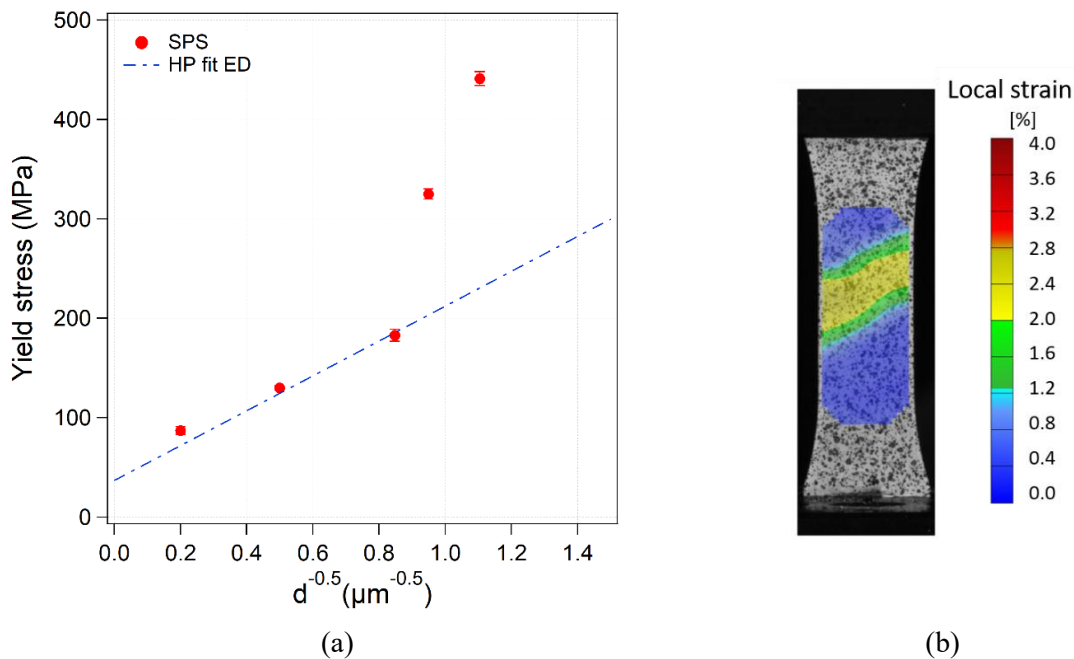 500
400
300
200
100
0
Yield stress (MPa)
SPS
HP fit ED
0.0 0.2 0.4 0.6 0.8 1.0 1.2 1.4
d^-0.5 (µm^-0.5)
(a)
Local strain
[%]
4.0
3.6
3.2
2.8
2.4
2.0
1.6
1.2
0.8
0.4
0.0
(b)